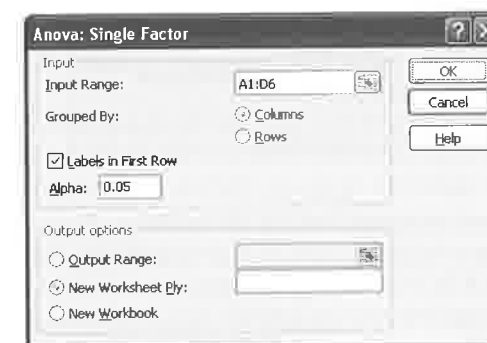 Anova: Single Factor
Input
Input Range:
A1:D6
Grouped By:
Columns
Rows
Labels in First Row
Alpha: 0.05
OK
Cancel
Help
Output options
Output Range:
New Worksheet Ply:
New Workbook